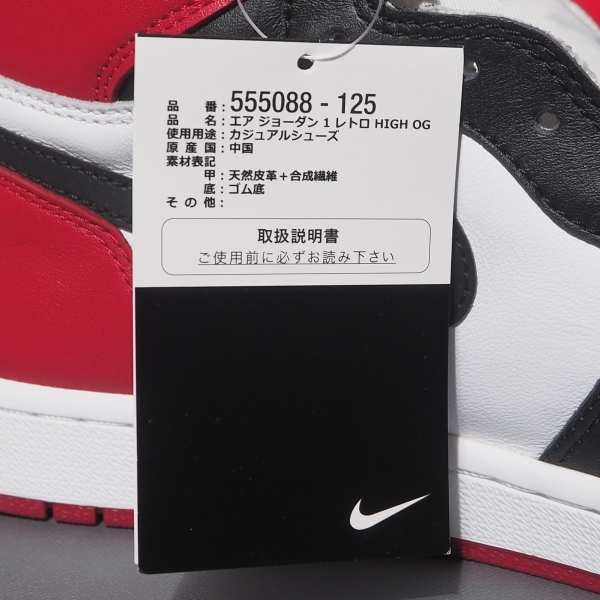 品 番：555088 - 125
品 名：エア ジョーダン 1 レトロ HIGH OG
使用用途：カジュアルシューズ
原 産 国：中国
素材表記
甲：天然皮革＋合成繊維
底：ゴム底
そ の 他：
取扱説明書
ご使用前に必ずお読み下さい